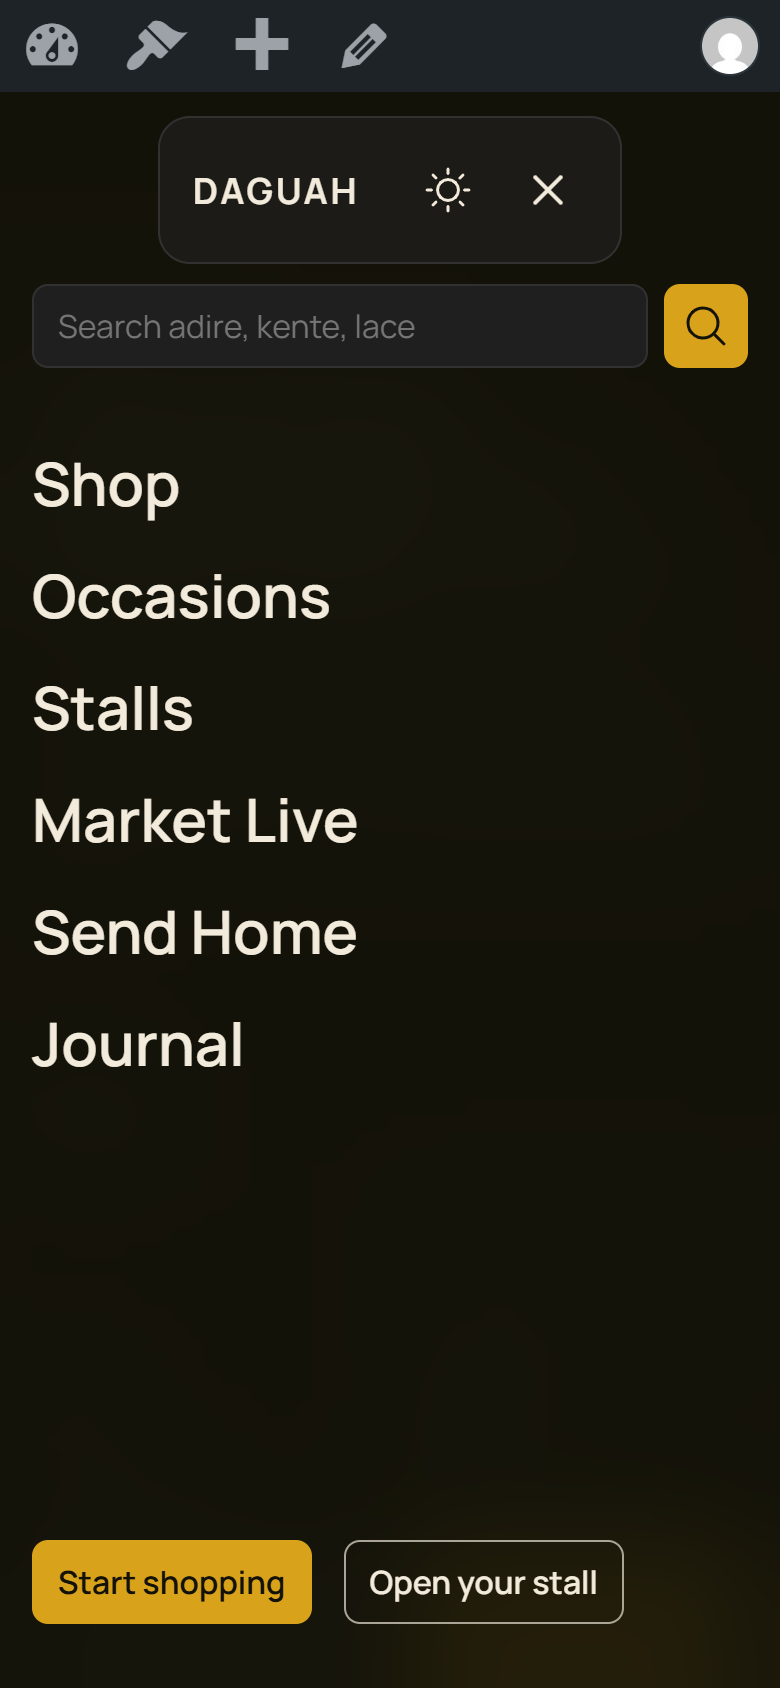 DAGUAH
Search adire, kente, lace
Shop
Occasions
Stalls
Market Live
Send Home
Journal
Start shopping
Open your stall